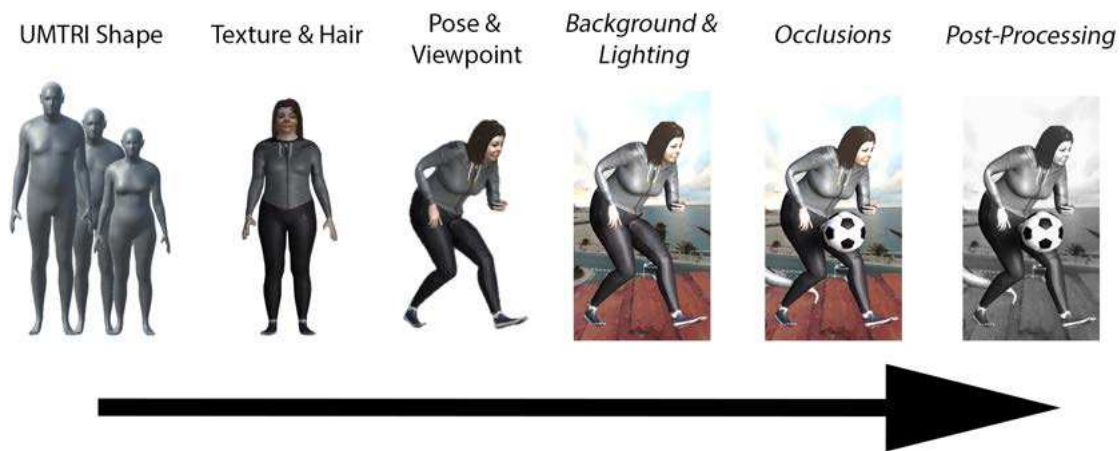 UMTRI Shape
Texture & Hair
Pose &
Viewpoint
Background &
Lighting
Occlusions
Post-Processing